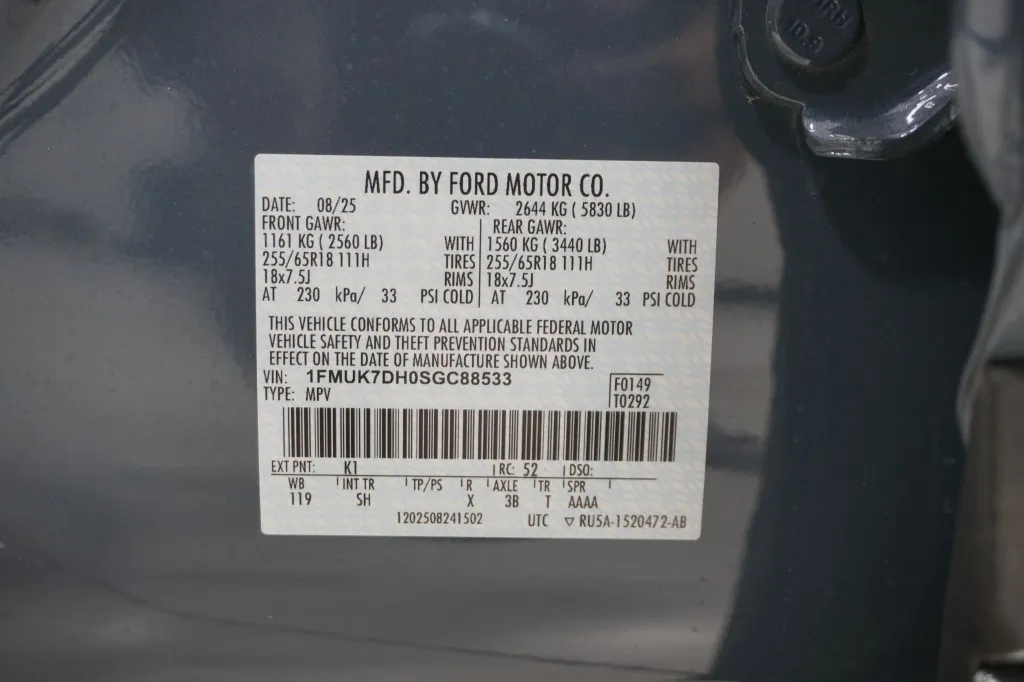 MFD. BY FORD MOTOR CO.
DATE: 08/25 GVWR: 2644 KG ( 5830 LB)
FRONT GAWR: REAR GAWR:
1161 KG ( 2560 LB) WITH 1560 KG ( 3440 LB) WITH
255/65R18 111H TIRES 255/65R18 111H TIRES
18x7.5J RIMS 18x7.5J RIMS
AT 230 kPa/ 33 PSI COLD AT 230 kPa/ 33 PSI COLD
THIS VEHICLE CONFORMS TO ALL APPLICABLE FEDERAL MOTOR
VEHICLE SAFETY AND THEFT PREVENTION STANDARDS IN
EFFECT ON THE DATE OF MANUFACTURE SHOWN ABOVE.
VIN: 1FMUK7DH0SGC88533 F0149
TYPE: MPV T0292
EXT PNT: K1 RC: 52 DSO:
WB INT TR TP/PS R AXLE TR SPR
119 SH X 3B T AAAA
1202508241502 UTC ▽ RU5A-1520472-AB
10.9